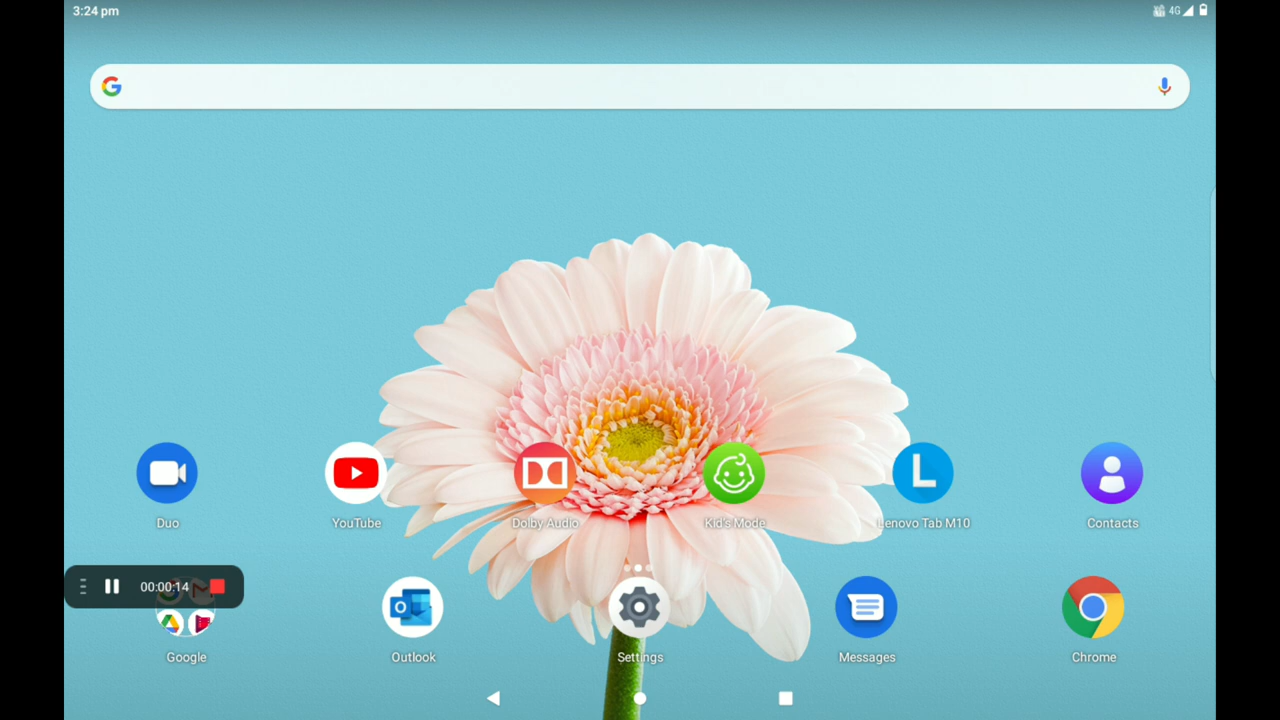 3:24 pm
4G
Duo
YouTube
Dolby Audio
Kid's Mode
Lenovo Tab M10
Contacts
00:00:14
Google
Outlook
Settings
Messages
Chrome